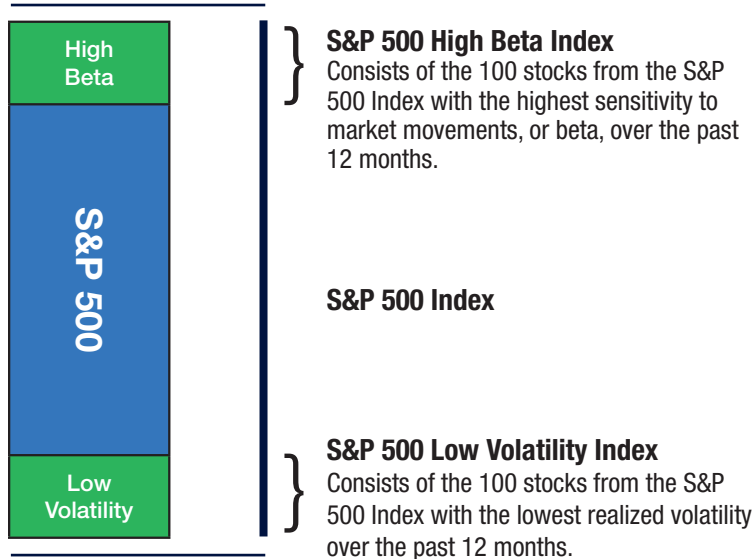 High
Beta
S&P 500 High Beta Index
Consists of the 100 stocks from the S&P
500 Index with the highest sensitivity to
market movements, or beta, over the past
12 months.
S&P 500
S&P 500 Index
Low
Volatility
S&P 500 Low Volatility Index
Consists of the 100 stocks from the S&P
500 Index with the lowest realized volatility
over the past 12 months.